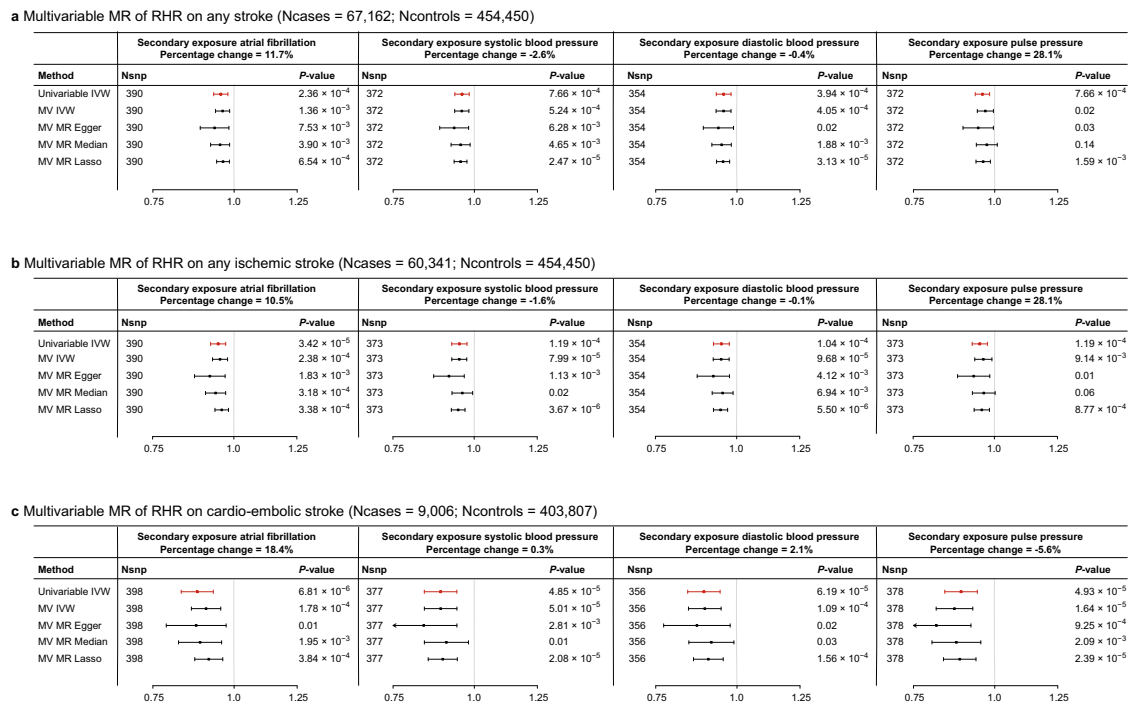 a Multivariable MR of RHR on any stroke (Ncases = 67,162; Ncontrols = 454,450)
Secondary exposure atrial fibrillation Secondary exposure systolic blood pressure Secondary exposure diastolic blood pressure Secondary exposure pulse pressure
Percentage change = 11.7% Percentage change = -2.6% Percentage change = -0.4% Percentage change = 28.1%
Method Nsnp P-value Nsnp P-value Nsnp P-value Nsnp P-value
Univariable IVW 390 2.36 × 10⁻⁴ 372 7.66 × 10⁻⁴ 354 3.94 × 10⁻⁴ 372 7.66 × 10⁻⁴
MV IVW 390 1.36 × 10⁻³ 372 5.24 × 10⁻⁴ 354 4.05 × 10⁻⁴ 372 0.02
MV MR Egger 390 7.53 × 10⁻³ 372 6.28 × 10⁻³ 354 0.02 372 0.03
MV MR Median 390 3.90 × 10⁻³ 372 4.65 × 10⁻³ 354 1.88 × 10⁻³ 372 0.14
MV MR Lasso 390 6.54 × 10⁻⁴ 372 2.47 × 10⁻⁵ 354 3.13 × 10⁻⁵ 372 1.59 × 10⁻³
0.75 1.0 1.25 0.75 1.0 1.25 0.75 1.0 1.25 0.75 1.0 1.25
b Multivariable MR of RHR on any ischemic stroke (Ncases = 60,341; Ncontrols = 454,450)
Secondary exposure atrial fibrillation Secondary exposure systolic blood pressure Secondary exposure diastolic blood pressure Secondary exposure pulse pressure
Percentage change = 10.5% Percentage change = -1.6% Percentage change = -0.1% Percentage change = 28.1%
Method Nsnp P-value Nsnp P-value Nsnp P-value Nsnp P-value
Univariable IVW 390 3.42 × 10⁻⁵ 373 1.19 × 10⁻⁴ 354 1.04 × 10⁻⁴ 373 1.19 × 10⁻⁴
MV IVW 390 2.38 × 10⁻⁴ 373 7.99 × 10⁻⁵ 354 9.68 × 10⁻⁵ 373 9.14 × 10⁻³
MV MR Egger 390 1.83 × 10⁻³ 373 1.13 × 10⁻³ 354 4.12 × 10⁻³ 373 0.01
MV MR Median 390 3.18 × 10⁻⁴ 373 0.02 354 6.94 × 10⁻³ 373 0.06
MV MR Lasso 390 3.38 × 10⁻⁴ 373 3.67 × 10⁻⁶ 354 5.50 × 10⁻⁶ 373 8.77 × 10⁻⁴
0.75 1.0 1.25 0.75 1.0 1.25 0.75 1.0 1.25 0.75 1.0 1.25
c Multivariable MR of RHR on cardio-embolic stroke (Ncases = 9,006; Ncontrols = 403,807)
Secondary exposure atrial fibrillation Secondary exposure systolic blood pressure Secondary exposure diastolic blood pressure Secondary exposure pulse pressure
Percentage change = 18.4% Percentage change = 0.3% Percentage change = 2.1% Percentage change = -5.6%
Method Nsnp P-value Nsnp P-value Nsnp P-value Nsnp P-value
Univariable IVW 398 6.81 × 10⁻⁶ 377 4.85 × 10⁻⁵ 356 6.19 × 10⁻⁵ 378 4.93 × 10⁻⁵
MV IVW 398 1.78 × 10⁻⁴ 377 5.01 × 10⁻⁵ 356 1.09 × 10⁻⁴ 378 1.64 × 10⁻⁵
MV MR Egger 398 0.01 377 2.81 × 10⁻³ 356 0.02 378 9.25 × 10⁻⁴
MV MR Median 398 1.95 × 10⁻³ 377 0.01 356 0.03 378 2.09 × 10⁻³
MV MR Lasso 398 3.84 × 10⁻⁴ 377 2.08 × 10⁻⁵ 356 1.56 × 10⁻⁴ 378 2.39 × 10⁻⁵
0.75 1.0 1.25 0.75 1.0 1.25 0.75 1.0 1.25 0.75 1.0 1.25